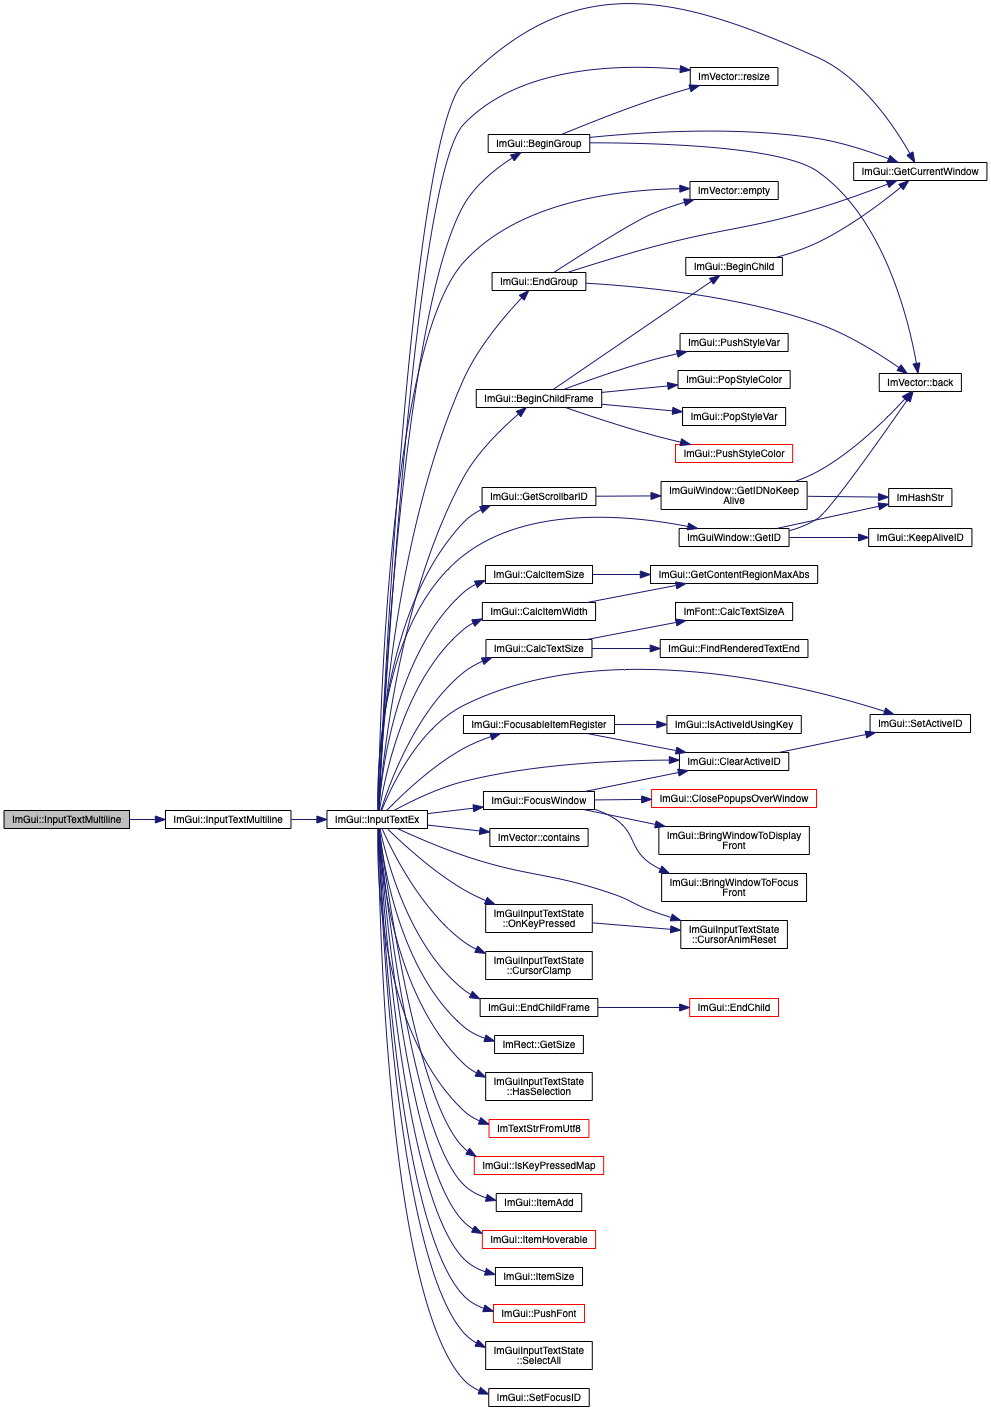 ImVector::resize
ImGui::BeginGroup
ImGui::GetCurrentWindow
ImVector::empty
ImGui::BeginChild
ImGui::EndGroup
ImGui::PushStyleVar
ImGui::PopStyleColor
ImVector::back
ImGui::BeginChildFrame
ImGui::PopStyleVar
ImGui::PushStyleColor
ImGui::GetScrollbarID
ImGuiWindow::GetIDNoKeep
Alive
ImHashStr
ImGuiWindow::GetID
ImGui::KeepAliveID
ImGui::CalcItemSize
ImGui::GetContentRegionMaxAbs
ImGui::CalcItemWidth
ImFont::CalcTextSizeA
ImGui::CalcTextSize
ImGui::FindRenderedTextEnd
ImGui::FocusableItemRegister
ImGui::IsActiveIdUsingKey
ImGui::SetActiveID
ImGui::ClearActiveID
ImGui::FocusWindow
ImGui::ClosePopupsOverWindow
ImGui::InputTextMultiline
ImGui::InputTextMultiline
ImGui::InputTextEx
ImVector::contains
ImGui::BringWindowToDisplay
Front
ImGui::BringWindowToFocus
Front
ImGuiInputTextState
::OnKeyPressed
ImGuiInputTextState
::CursorAnimReset
ImGuiInputTextState
::CursorClamp
ImGui::EndChildFrame
ImGui::EndChild
ImRect::GetSize
ImGuiInputTextState
::HasSelection
ImTextStrFromUtf8
ImGui::IsKeyPressedMap
ImGui::ItemAdd
ImGui::ItemHoverable
ImGui::ItemSize
ImGui::PushFont
ImGuiInputTextState
::SelectAll
ImGui::SetFocusID